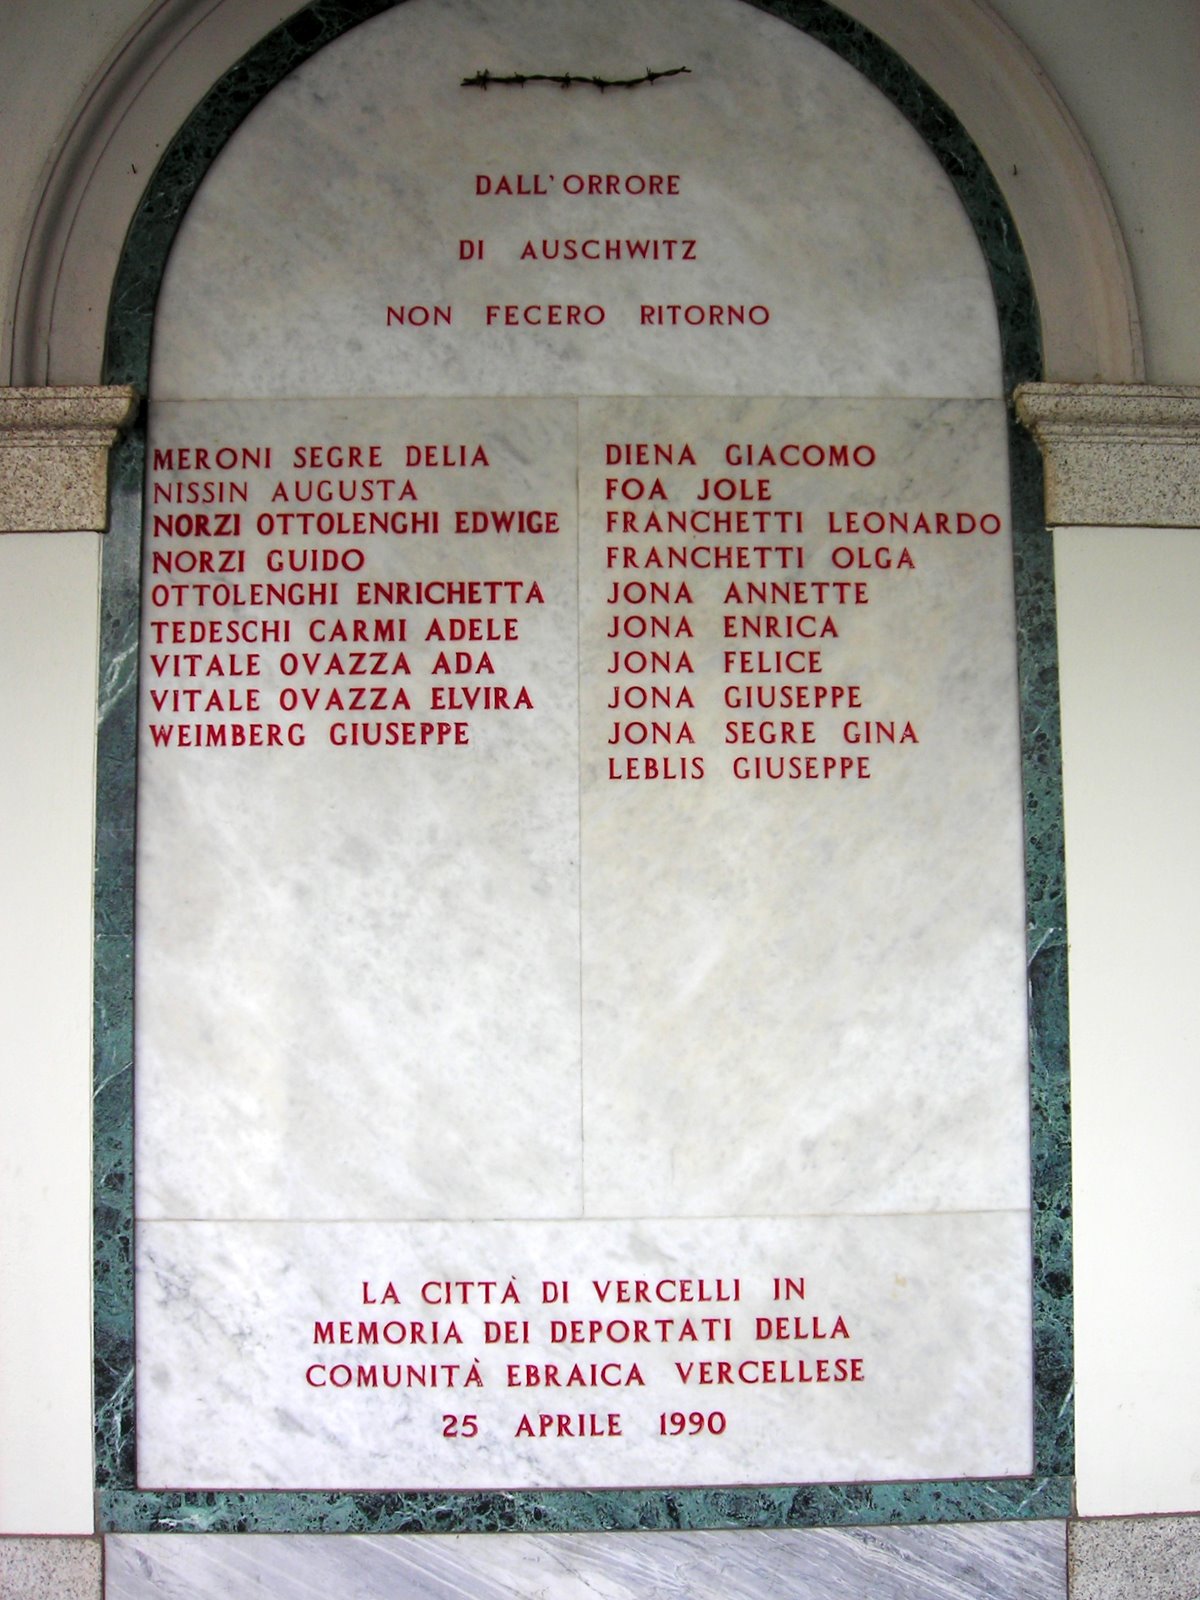 DALL'ORRORE
DI AUSCHWITZ
NON FECERO RITORNO
MERONI SEGRE DELIA
NISSIN AUGUSTA
NORZI OTTOLENGHI EDWIGE
NORZI GUIDO
OTTOLENGHI ENRICHETTA
TEDESCHI CARMI ADELE
VITALE OVAZZA ADA
VITALE OVAZZA ELVIRA
WEIMBERG GIUSEPPE
DIENA GIACOMO
FOA JOLE
FRANCHETTI LEONARDO
FRANCHETTI OLGA
JONA ANNETTE
JONA ENRICA
JONA FELICE
JONA GIUSEPPE
JONA SEGRE GINA
LEBLIS GIUSEPPE
LA CITTÀ DI VERCELLI IN
MEMORIA DEI DEPORTATI DELLA
COMUNITÀ EBRAICA VERCELLESE
25 APRILE 1990